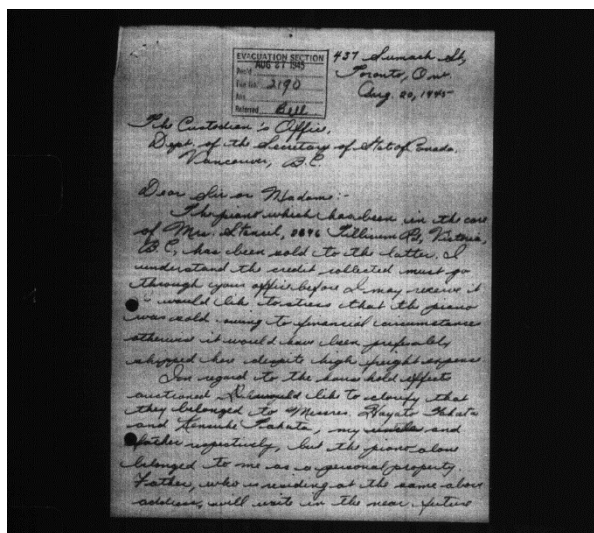 EVACUATION SECTION
AUG 27 1945
Rec'd
File No. 2190
Ans.
Referred Bell
437 Sumach St,
Toronto, Ont.
Aug. 20, 1945
The Custodian's Office,
Dept. of the Secretary of State of Canada,
Vancouver, B.C.
Dear Sir or Madame:-
The piano which has been in the care
of Mrs. Tillicum Rd, Victoria,
B.C, has been sold to the latter. I
understand the credit collected must go
through your office before I may receive it
I would like to stress that the piano
was sold owing to financial circumstances
otherwise it would have been preferably
shipped here despite high freight expense
In regard to the house hold effects
auctioned I would like to clarify that
they belonged to Messrs. Hayato Takata
and Kensuke Takata, my uncle and
father respectively, but the piano alone
belonged to me as a personal property.
Father, who is residing at the same above
address, will write in the near future